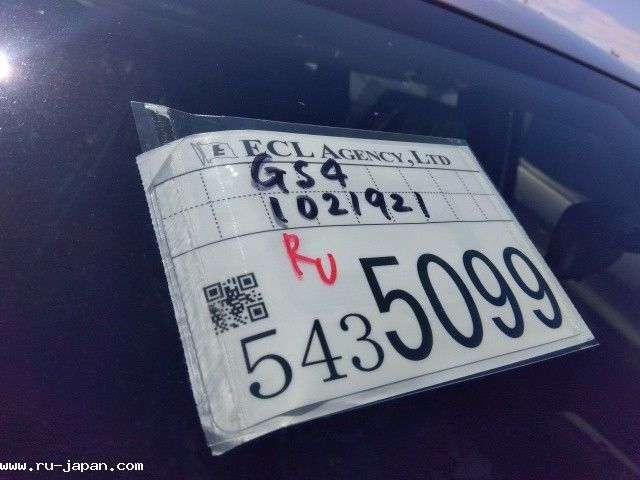 ECL AGENCY, LTD
GS4
1021921
RU
5435099
www.ru-japan.com